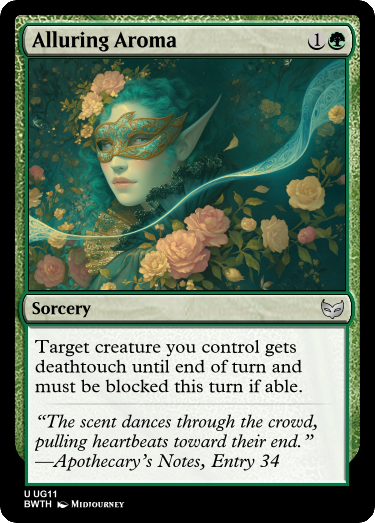 Alluring Aroma 1
Sorcery
Target creature you control gets
deathtouch until end of turn and
must be blocked this turn if able.
“The scent dances through the crowd,
pulling heartbeats toward their end.”
—Apothecary’s Notes, Entry 34
U UG11
BWTH Midjourney